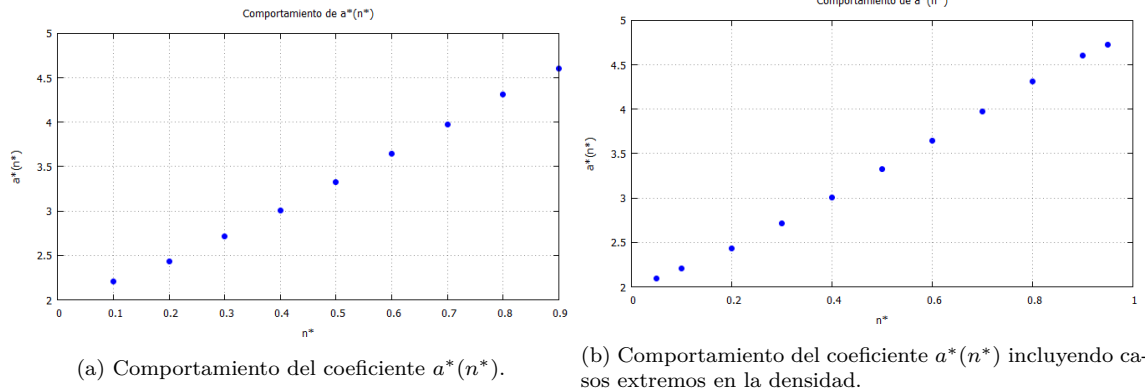 Comportamiento de a*(n*)
5
4.5
4
3.5
3
2.5
2
a*(n*)
0 0.1 0.2 0.3 0.4 0.5 0.6 0.7 0.8 0.9
n*
(a) Comportamiento del coeficiente a*(n*).
Comportamiento de a*(n*)
5
4.5
4
3.5
3
2.5
2
a*(n*)
0 0.2 0.4 0.6 0.8 1
n*
(b) Comportamiento del coeficiente a*(n*) incluyendo ca-
sos extremos en la densidad.